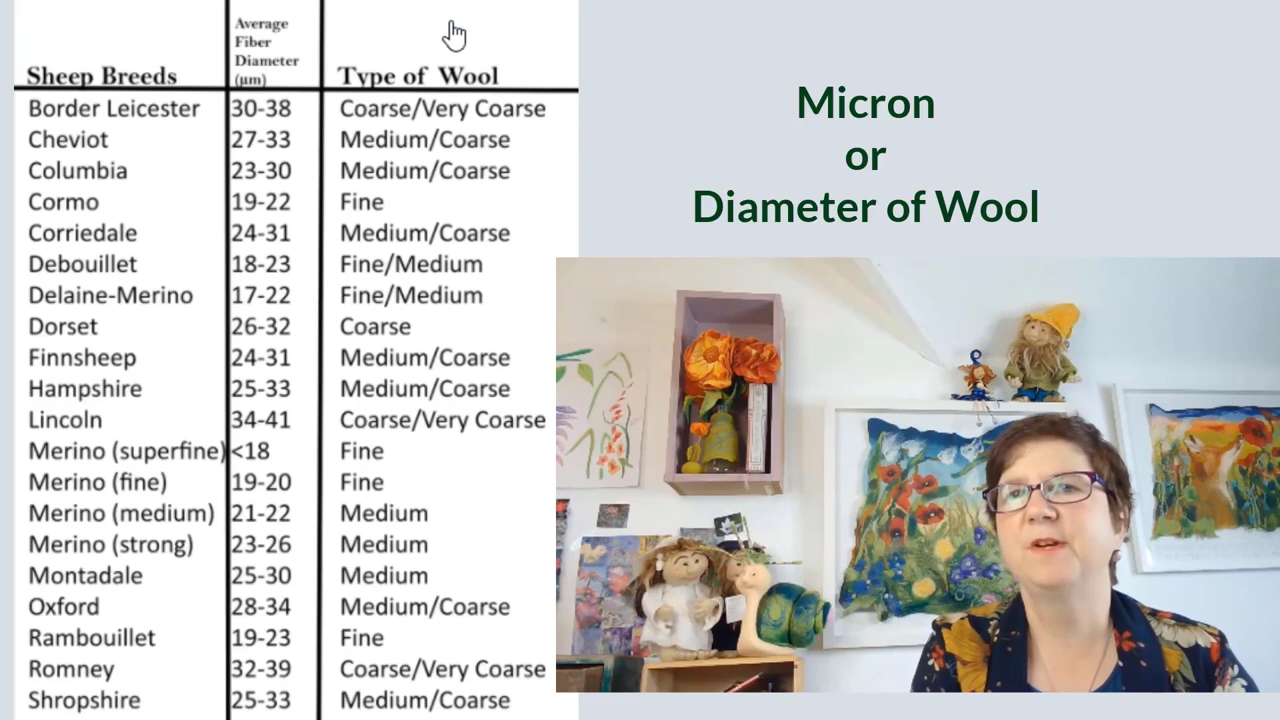 Sheep Breeds Average Fiber Diameter (μm) Type of Wool
Border Leicester 30-38 Coarse/Very Coarse
Cheviot 27-33 Medium/Coarse
Columbia 23-30 Medium/Coarse
Cormo 19-22 Fine
Corriedale 24-31 Medium/Coarse
Debouillet 18-23 Fine/Medium
Delaine-Merino 17-22 Fine/Medium
Dorset 26-32 Coarse
Finnsheep 24-31 Medium/Coarse
Hampshire 25-33 Medium/Coarse
Lincoln 34-41 Coarse/Very Coarse
Merino (superfine) <18 Fine
Merino (fine) 19-20 Fine
Merino (medium) 21-22 Medium
Merino (strong) 23-26 Medium
Montadale 25-30 Medium
Oxford 28-34 Medium/Coarse
Rambouillet 19-23 Fine
Romney 32-39 Coarse/Very Coarse
Shropshire 25-33 Medium/Coarse
Micron
or
Diameter of Wool